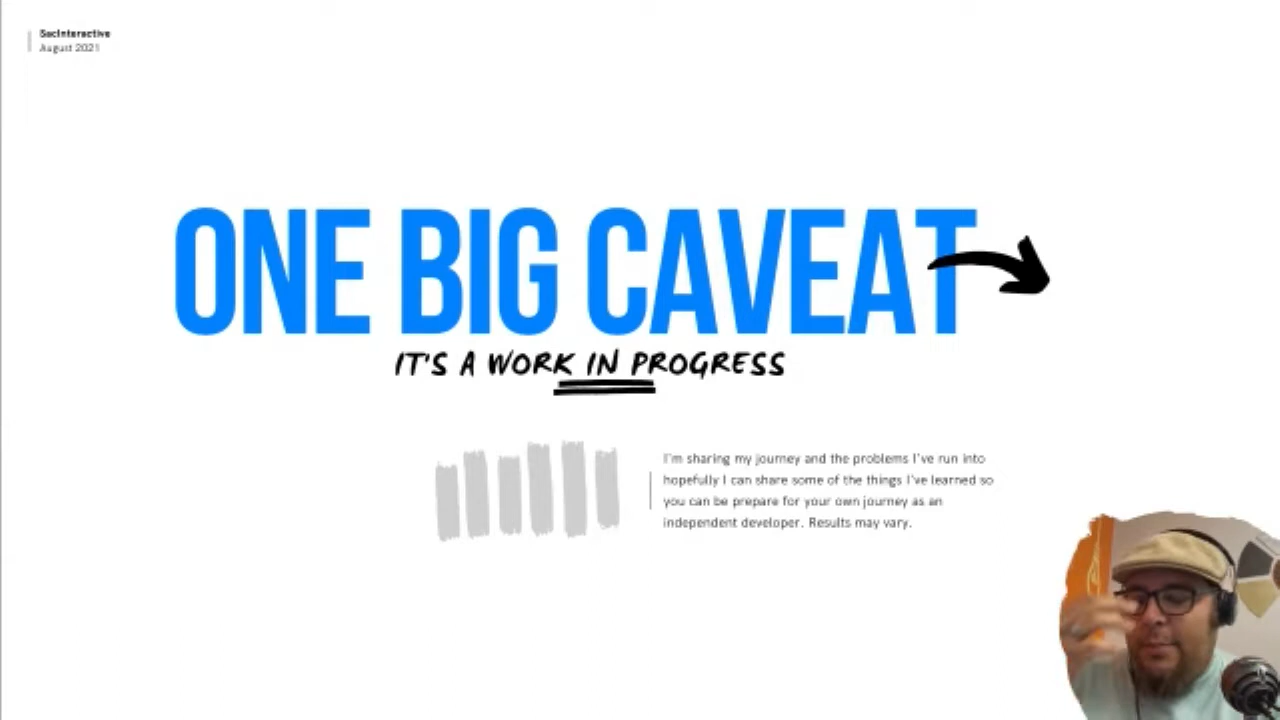 SacInteractive
August 2021
ONE BIG CAVEAT
IT'S A WORK IN PROGRESS
I'm sharing my journey and the problems I've run into
hopefully I can share some of the things I've learned so
you can be prepare for your own journey as an
independent developer. Results may vary.